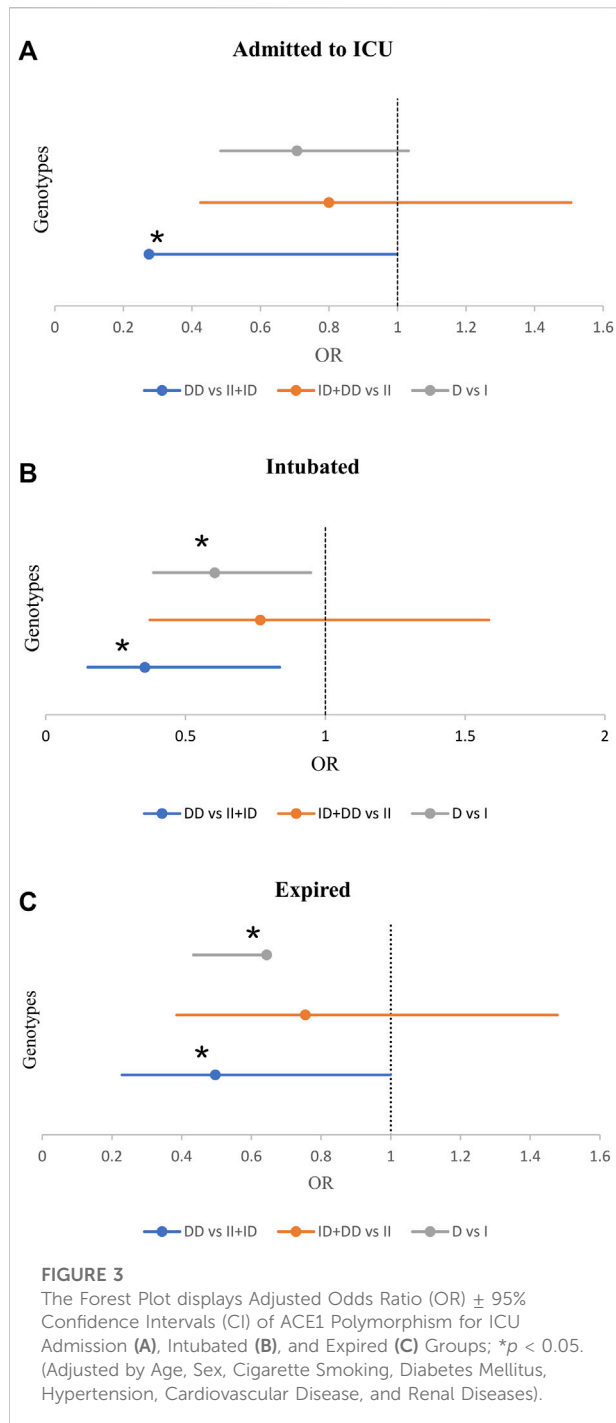 A
Admitted to ICU
Genotypes
*
0 0.2 0.4 0.6 0.8 1 1.2 1.4 1.6
OR
DD vs II+ID ID+DD vs II D vs I
B
Intubated
Genotypes
*
*
0 0.5 1 1.5 2
OR
DD vs II+ID ID+DD vs II D vs I
C
Expired
Genotypes
*
*
0 0.2 0.4 0.6 0.8 1 1.2 1.4 1.6
OR
DD vs II+ID ID+DD vs II D vs I
FIGURE 3
The Forest Plot displays Adjusted Odds Ratio (OR) ± 95%
Confidence Intervals (CI) of ACE1 Polymorphism for ICU
Admission (A), Intubated (B), and Expired (C) Groups; *p < 0.05.
(Adjusted by Age, Sex, Cigarette Smoking, Diabetes Mellitus,
Hypertension, Cardiovascular Disease, and Renal Diseases).